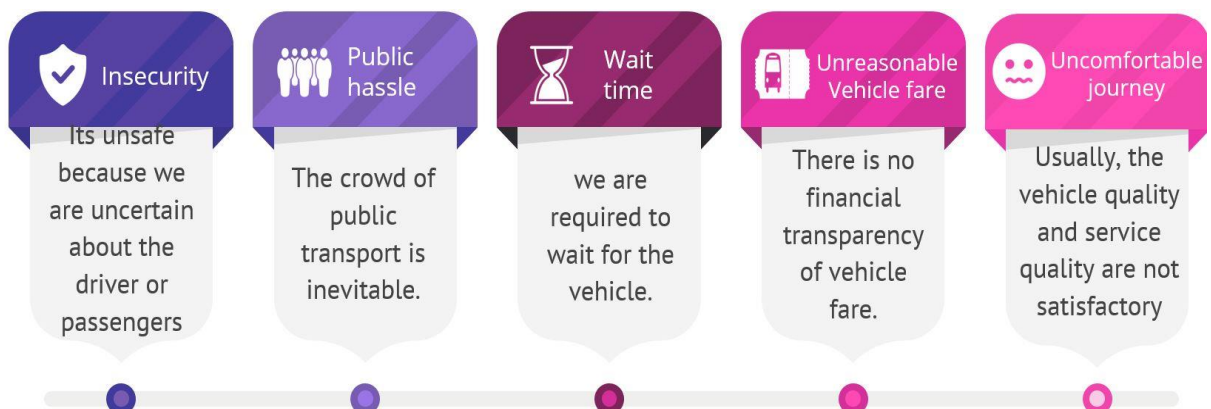 Insecurity
Its unsafe
because we
are uncertain
about the
driver or
passengers
Public
hassle
The crowd of
public
transport is
inevitable.
Wait
time
we are
required to
wait for the
vehicle.
Unreasonable
Vehicle fare
There is no
financial
transparency
of vehicle
fare.
Uncomfortable
journey
Usually, the
vehicle quality
and service
quality are not
satisfactory